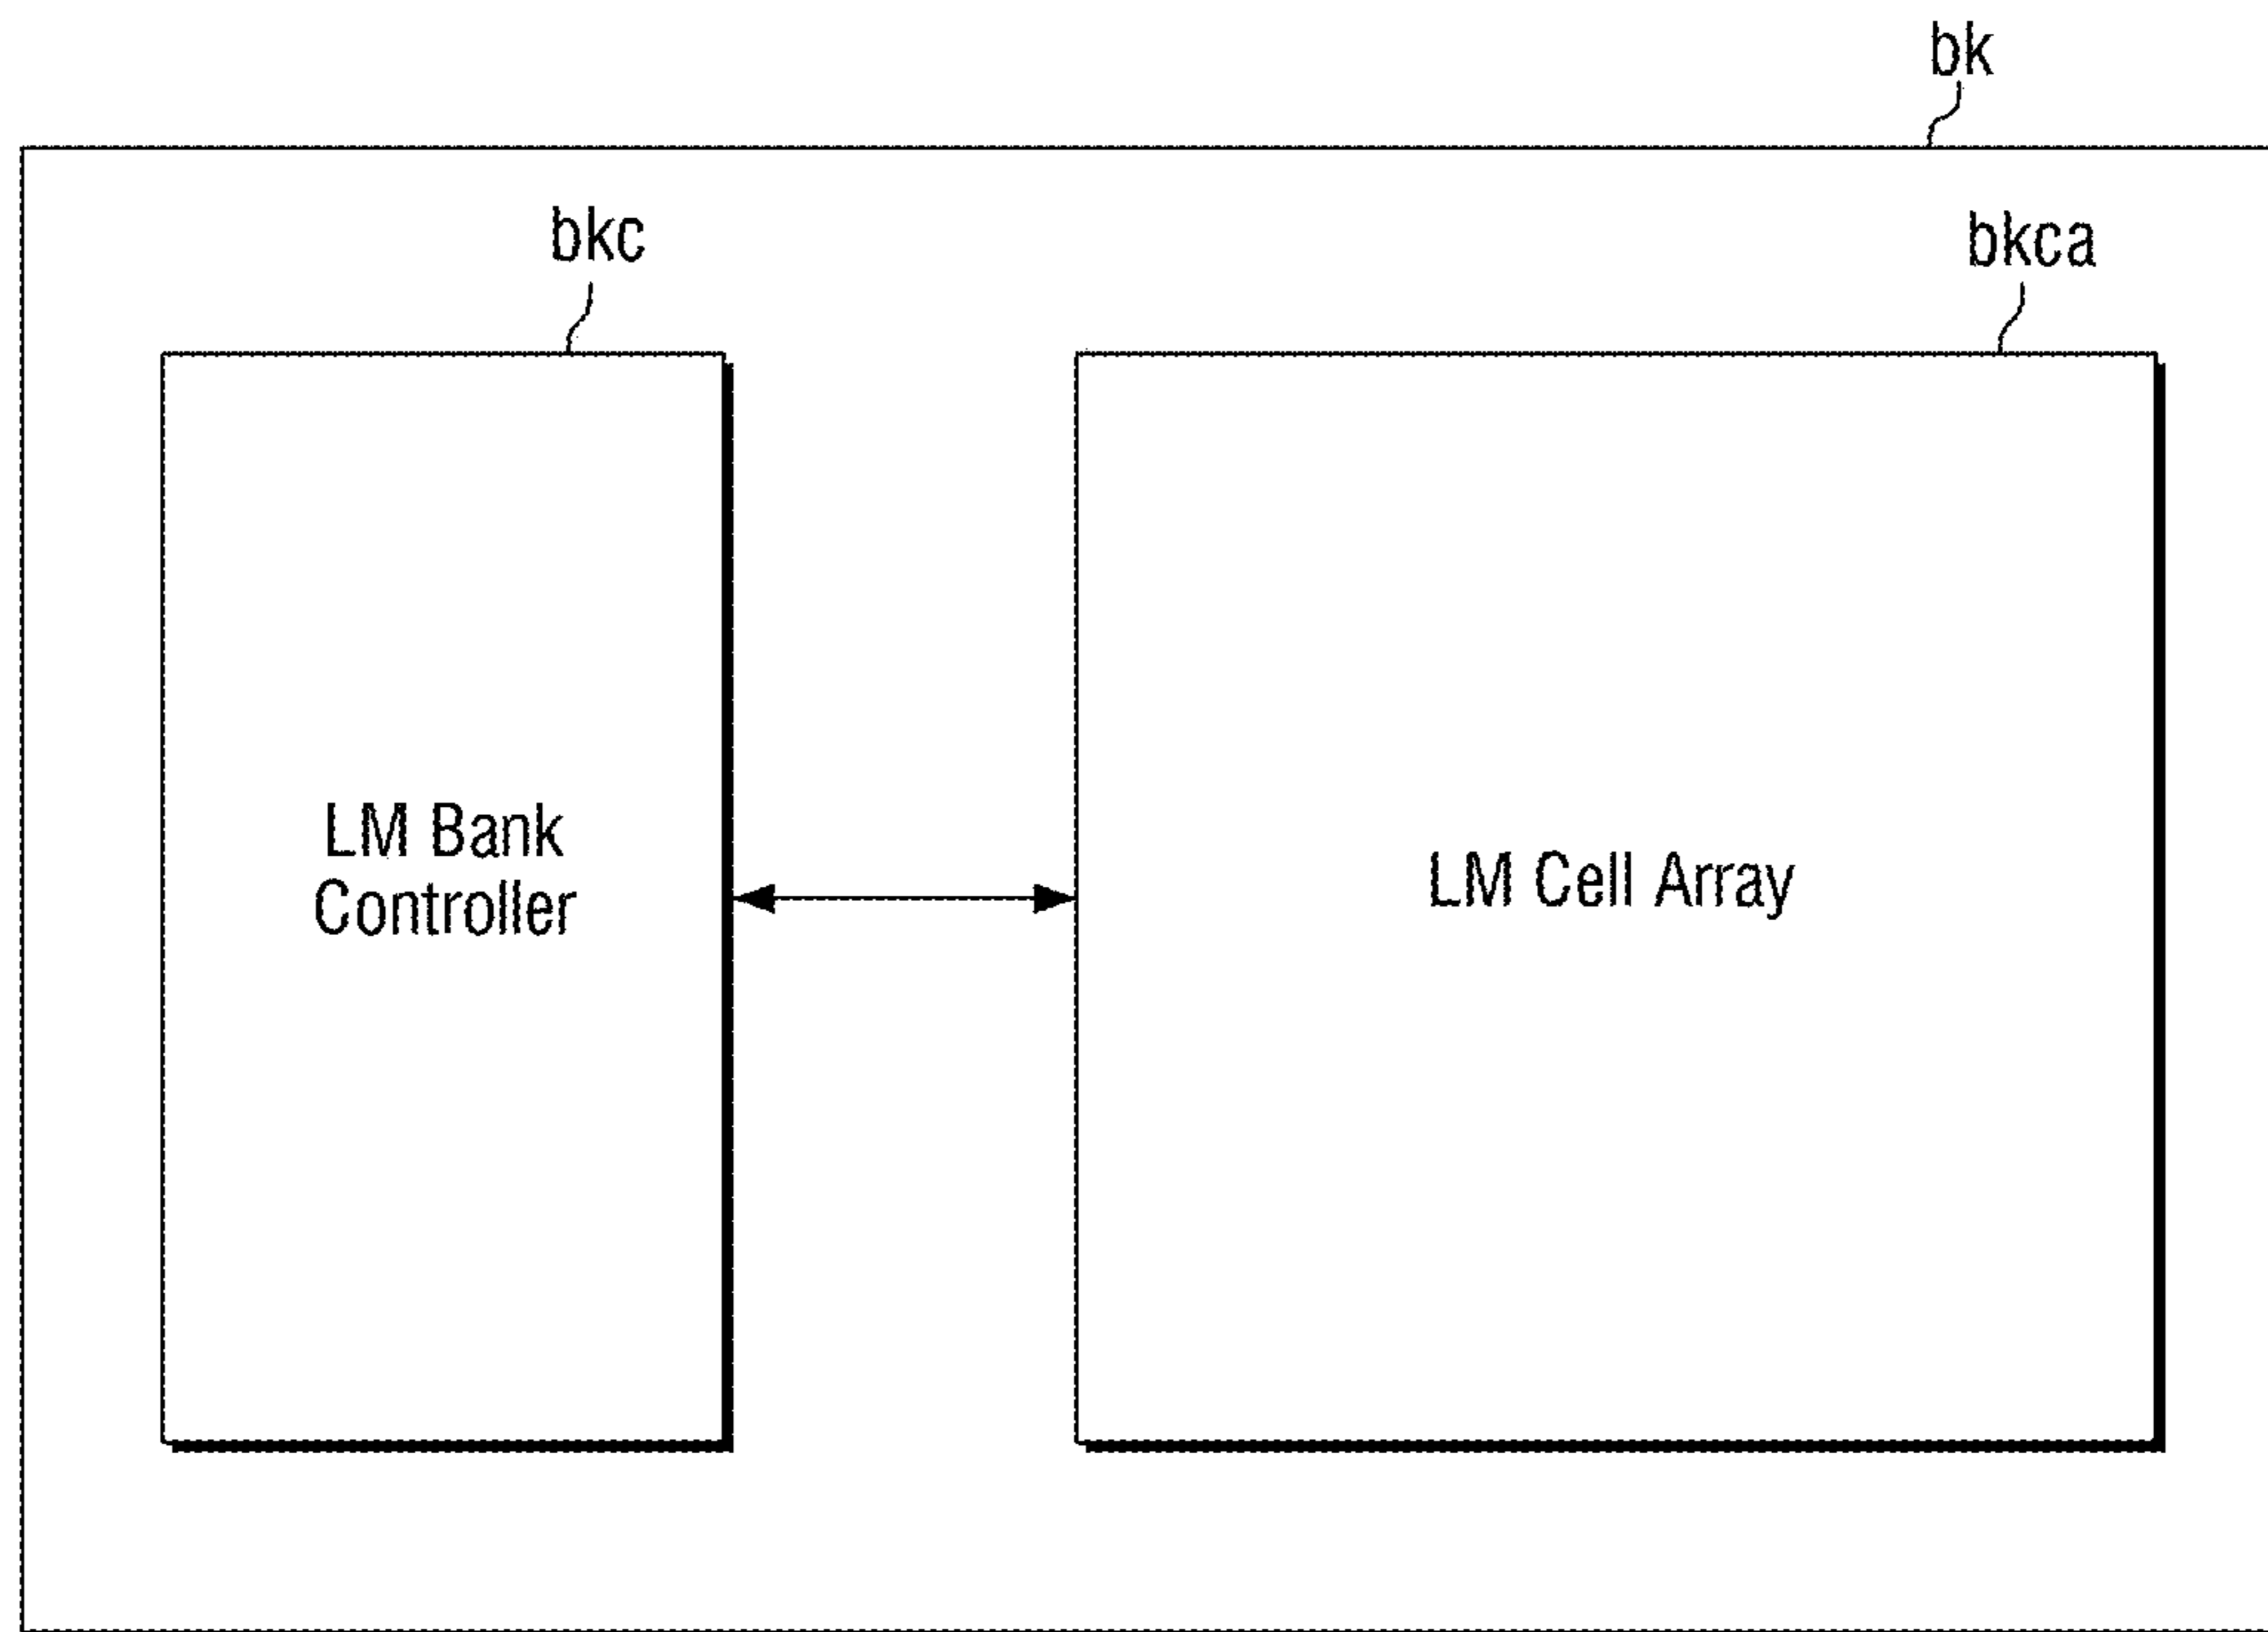 bk
bkc
bkca
LM Bank
Controller
LM Cell Array